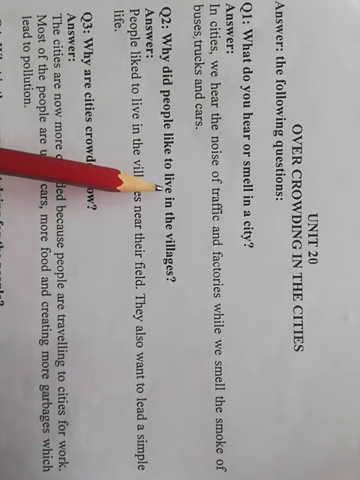 UNIT 20
OVER CROWDING IN THE CITIES
Answer: the following questions:
Q1: What do you hear or smell in a city?
Answer:
In cities, we hear the noise of traffic and factories while we smell the smoke of
buses, trucks and cars.
Q2: Why did people like to live in the villages?
Answer:
People liked to live in the near their field. They also want to lead a simple
life.
Q3: Why are cities
Answer:
The cities are now more because people are travelling to cities for work.
Most of the people are cars, more food and creating more garbages which
lead to pollution.